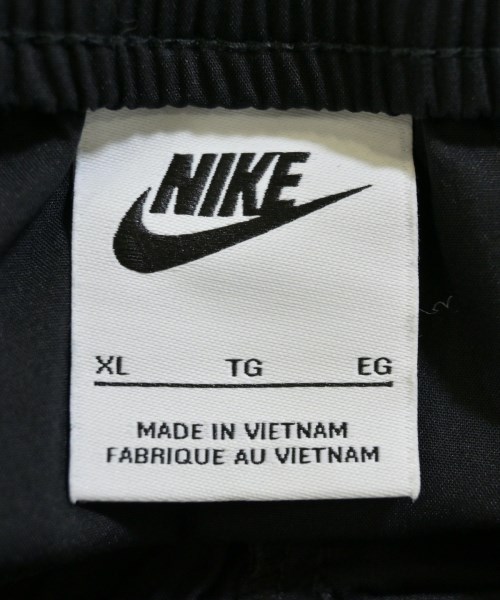 NIKE
XL TG EG
MADE IN VIETNAM
FABRIQUE AU VIETNAM